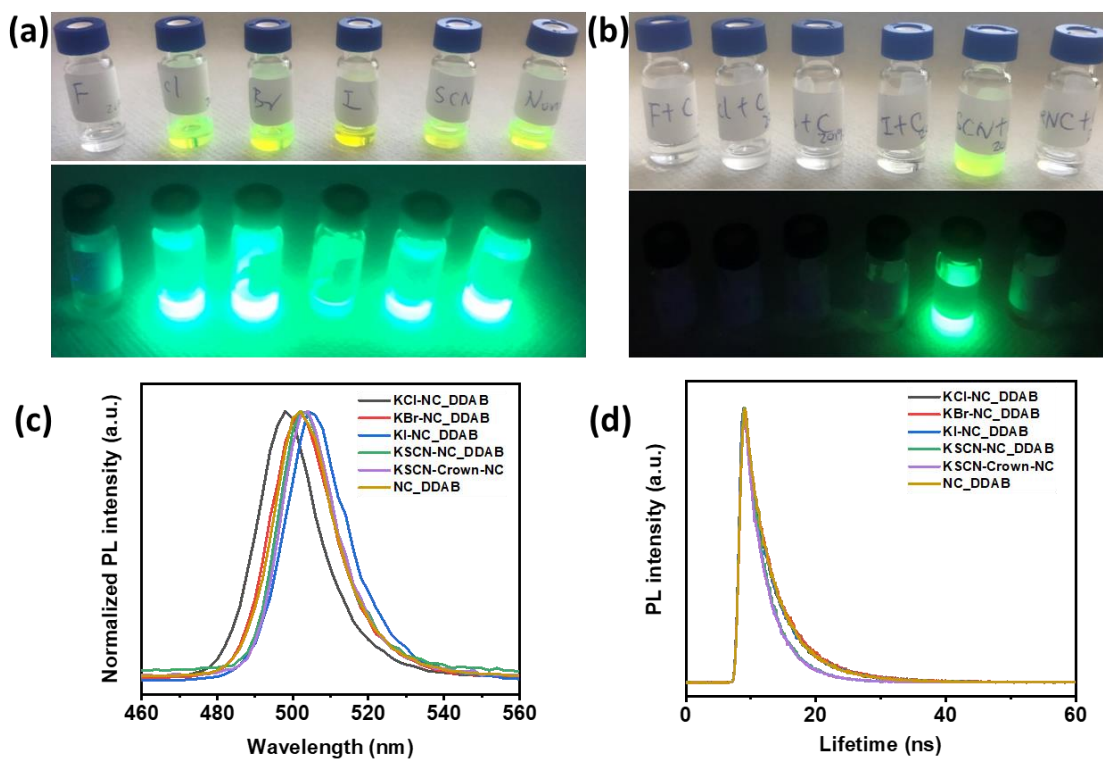 (a)
F
cl
Br
I
SCN
Non
(b)
F+C
cl+C
+C
I+C
SCN+
NC+
(c)
Normalized PL intensity (a.u.)
KCl-NC_DDAB
KBr-NC_DDAB
KI-NC_DDAB
KSCN-NC_DDAB
KSCN-Crown-NC
NC_DDAB
460 480 500 520 540 560
Wavelength (nm)
(d)
PL intensity (a.u.)
KCl-NC_DDAB
KBr-NC_DDAB
KI-NC_DDAB
KSCN-NC_DDAB
KSCN-Crown-NC
NC_DDAB
0 20 40 60
Lifetime (ns)